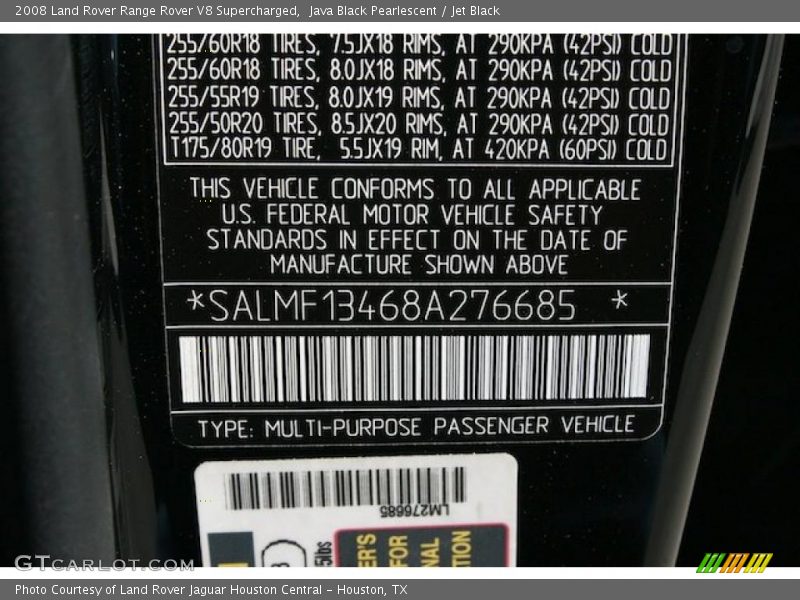 2008 Land Rover Range Rover V8 Supercharged,  Java Black Pearlescent / Jet Black
255/60R18 TIRES, 7.5JX18 RIMS, AT 290KPA (42PSI) COLD
255/60R18 TIRES, 8.0JX18 RIMS, AT 290KPA (42PSI) COLD
255/55R19 TIRES, 8.0JX19 RIMS, AT 290KPA (42PSI) COLD
255/50R20 TIRES, 8.5JX20 RIMS, AT 290KPA (42PSI) COLD
T175/80R19 TIRE, 5.5JX19 RIM, AT 420KPA (60PSI) COLD
THIS VEHICLE CONFORMS TO ALL APPLICABLE
U.S. FEDERAL MOTOR VEHICLE SAFETY
STANDARDS IN EFFECT ON THE DATE OF
MANUFACTURE SHOWN ABOVE
*SALMF13468A276685 *
TYPE: MULTI-PURPOSE PASSENGER VEHICLE
LM276685
ER'S
FOR
NAL
TION
5lbs
GTCARLOT.COM
Photo Courtesy of Land Rover Jaguar Houston Central - Houston, TX